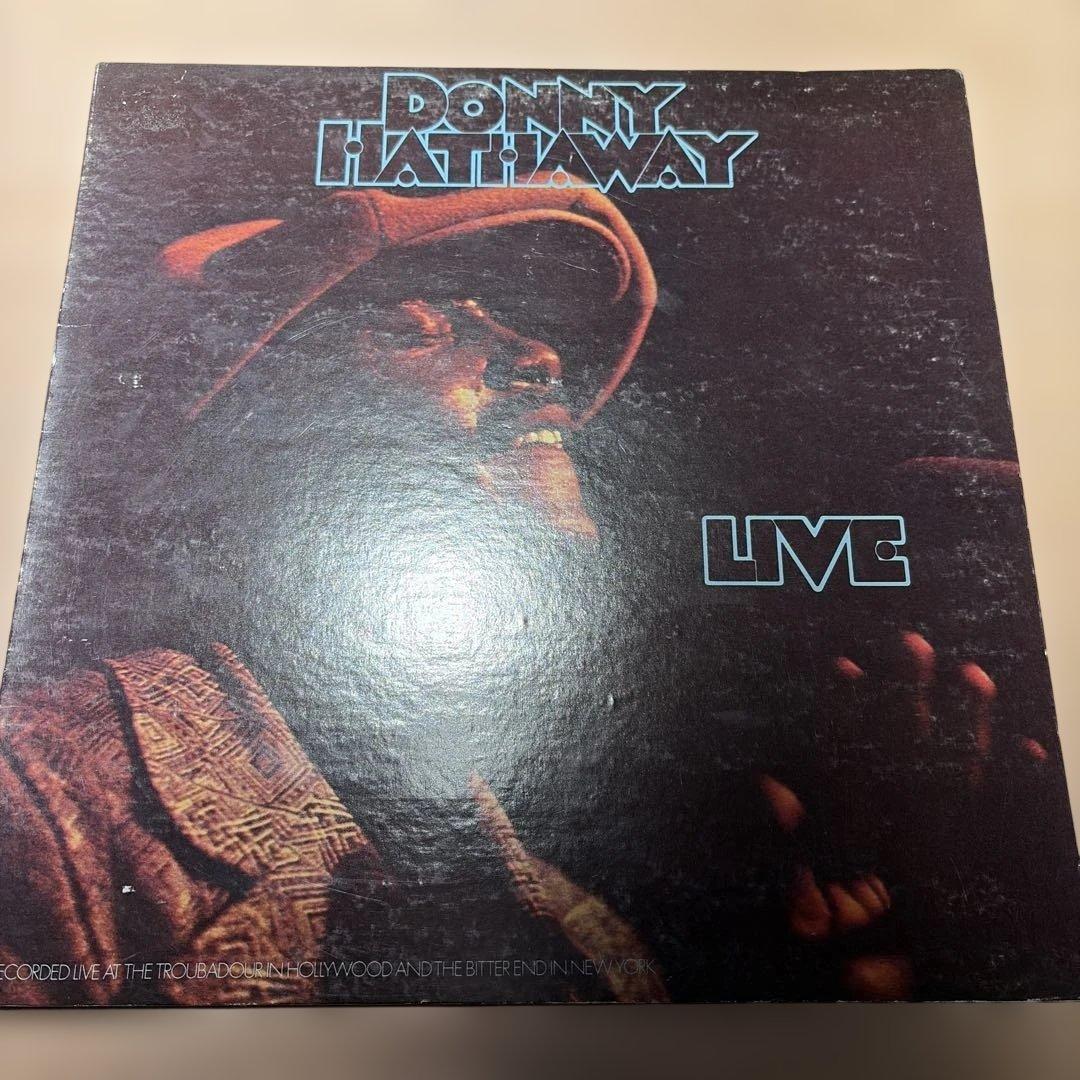 DONNY
HATHAWAY
LIVE
ECORDED LIVE AT THE TROUBADOUR IN HOLLYWOOD AND THE BITTER END IN NEW YORK